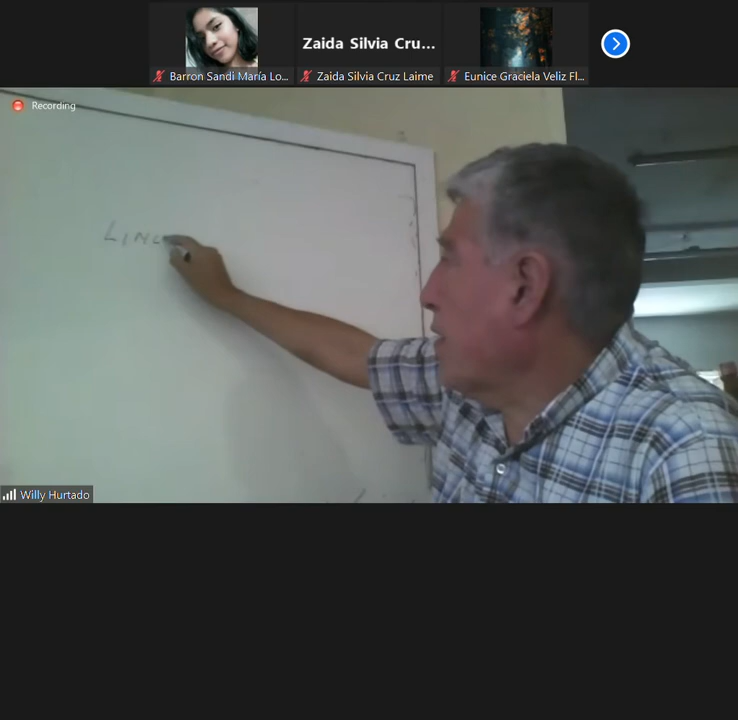 Zaida Silvia Cru...
Barron Sandi María Lo...
Zaida Silvia Cruz Laime
Eunice Graciela Veliz Fl...
Recording
LINC
Willy Hurtado